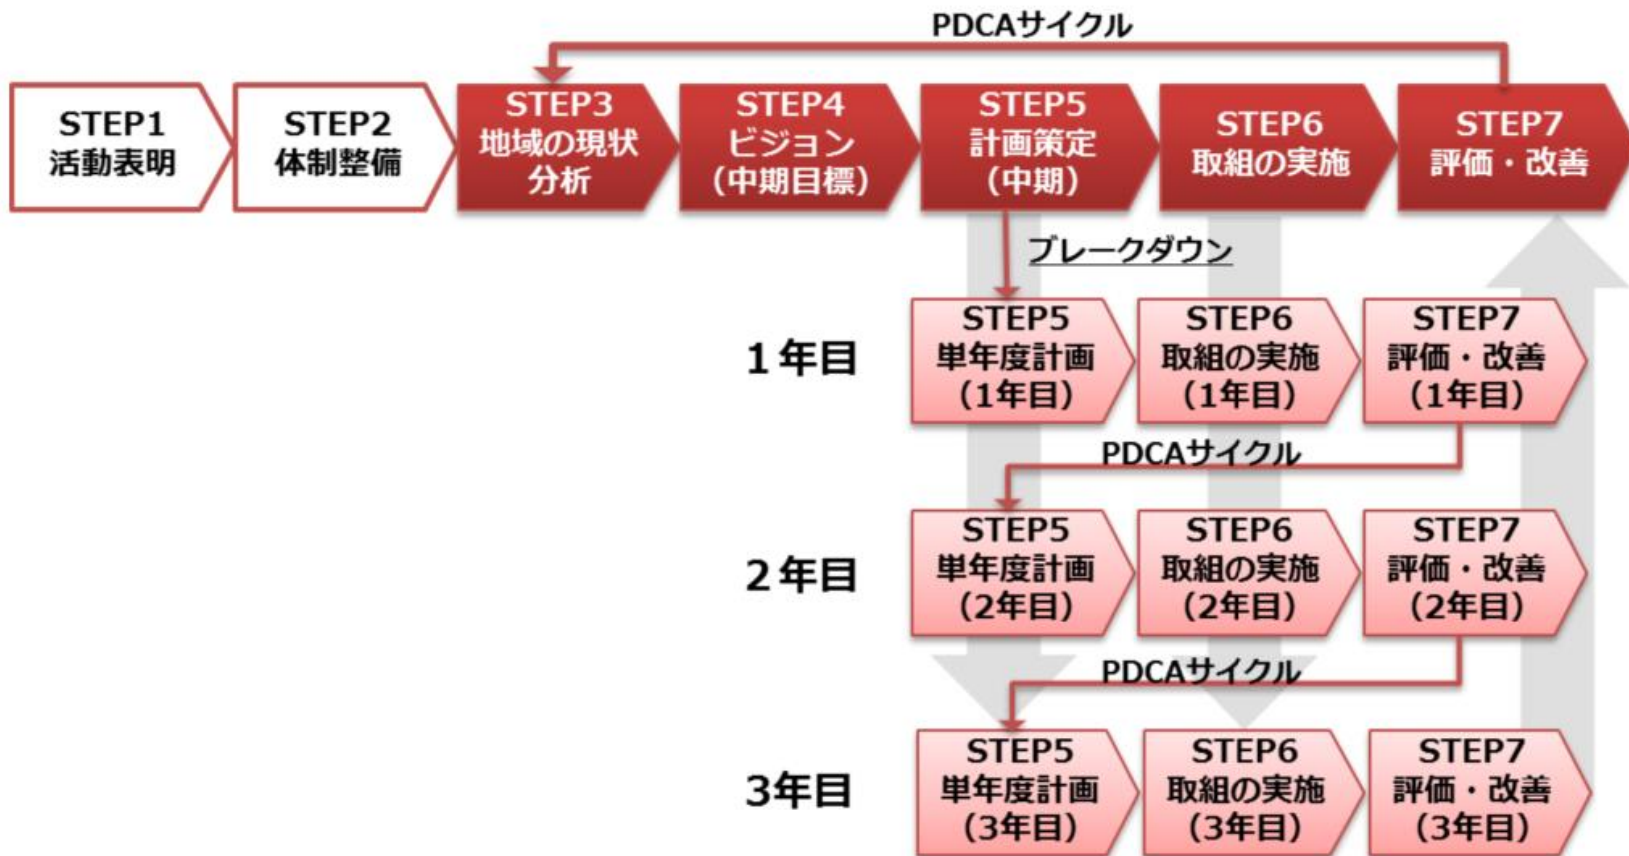 PDCAサイクル
STEP1
活動表明
STEP2
体制整備
STEP3
地域の現状
分析
STEP4
ビジョン
（中期目標）
STEP5
計画策定
（中期）
STEP6
取組の実施
STEP7
評価・改善
ブレークダウン
１年目
STEP5
単年度計画
（1年目）
STEP6
取組の実施
（1年目）
STEP7
評価・改善
（1年目）
PDCAサイクル
２年目
STEP5
単年度計画
（2年目）
STEP6
取組の実施
（2年目）
STEP7
評価・改善
（2年目）
PDCAサイクル
3年目
STEP5
単年度計画
（3年目）
STEP6
取組の実施
（3年目）
STEP7
評価・改善
（3年目）